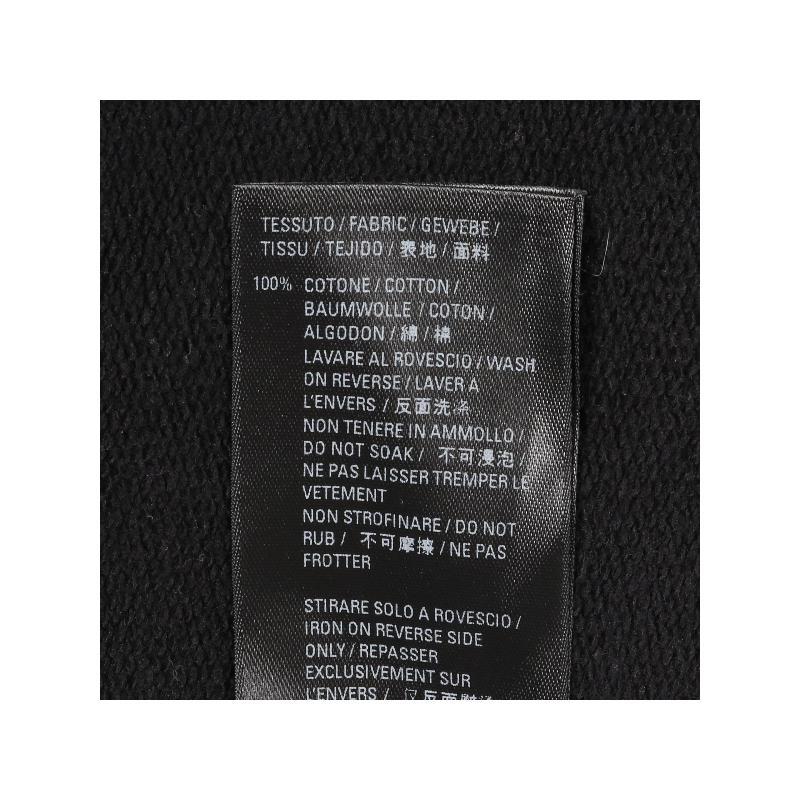 TESSUTO / FABRIC / GEWEBE /
TISSU / TEJIDO / 表地 / 面料
100% COTONE / COTTON /
BAUMWOLLE / COTON /
ALGODON / 綿 / 棉
LAVARE AL ROVESCIO / WASH
ON REVERSE / LAVER A
L'ENVERS / 反面洗涤
NON TENERE IN AMMOLLO /
DO NOT SOAK / 不可浸泡 /
NE PAS LAISSER TREMPER LE
VETEMENT
NON STROFINARE / DO NOT
RUB / 不可摩擦 / NE PAS
FROTTER
STIRARE SOLO A ROVESCIO /
IRON ON REVERSE SIDE
ONLY / REPASSER
EXCLUSIVEMENT SUR
L'ENVERS /